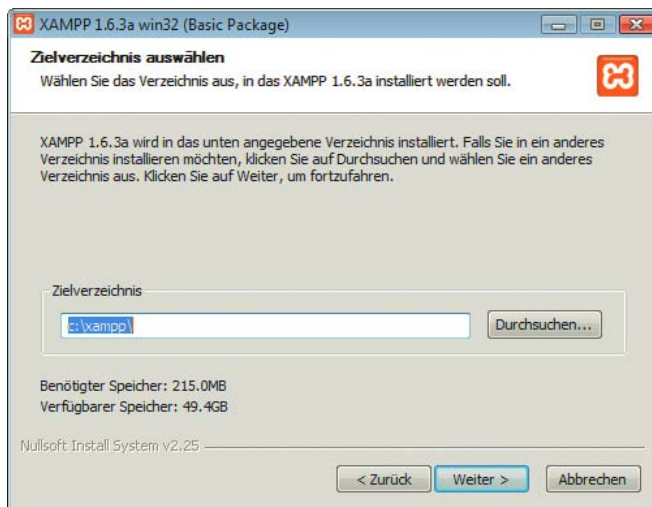 XAMPP 1.6.3a win32 (Basic Package)
Zielverzeichnis auswählen
Wählen Sie das Verzeichnis aus, in das XAMPP 1.6.3a installiert werden soll.
XAMPP 1.6.3a wird in das unten angegebene Verzeichnis installiert. Falls Sie in ein anderes
Verzeichnis installieren möchten, klicken Sie auf Durchsuchen und wählen Sie ein anderes
Verzeichnis aus. Klicken Sie auf Weiter, um fortzufahren.
Zielverzeichnis
c:\xampp\
Durchsuchen...
Benötigter Speicher: 215.0MB
Verfügbarer Speicher: 49.4GB
Nullsoft Install System v2.25
< Zurück
Weiter >
Abbrechen